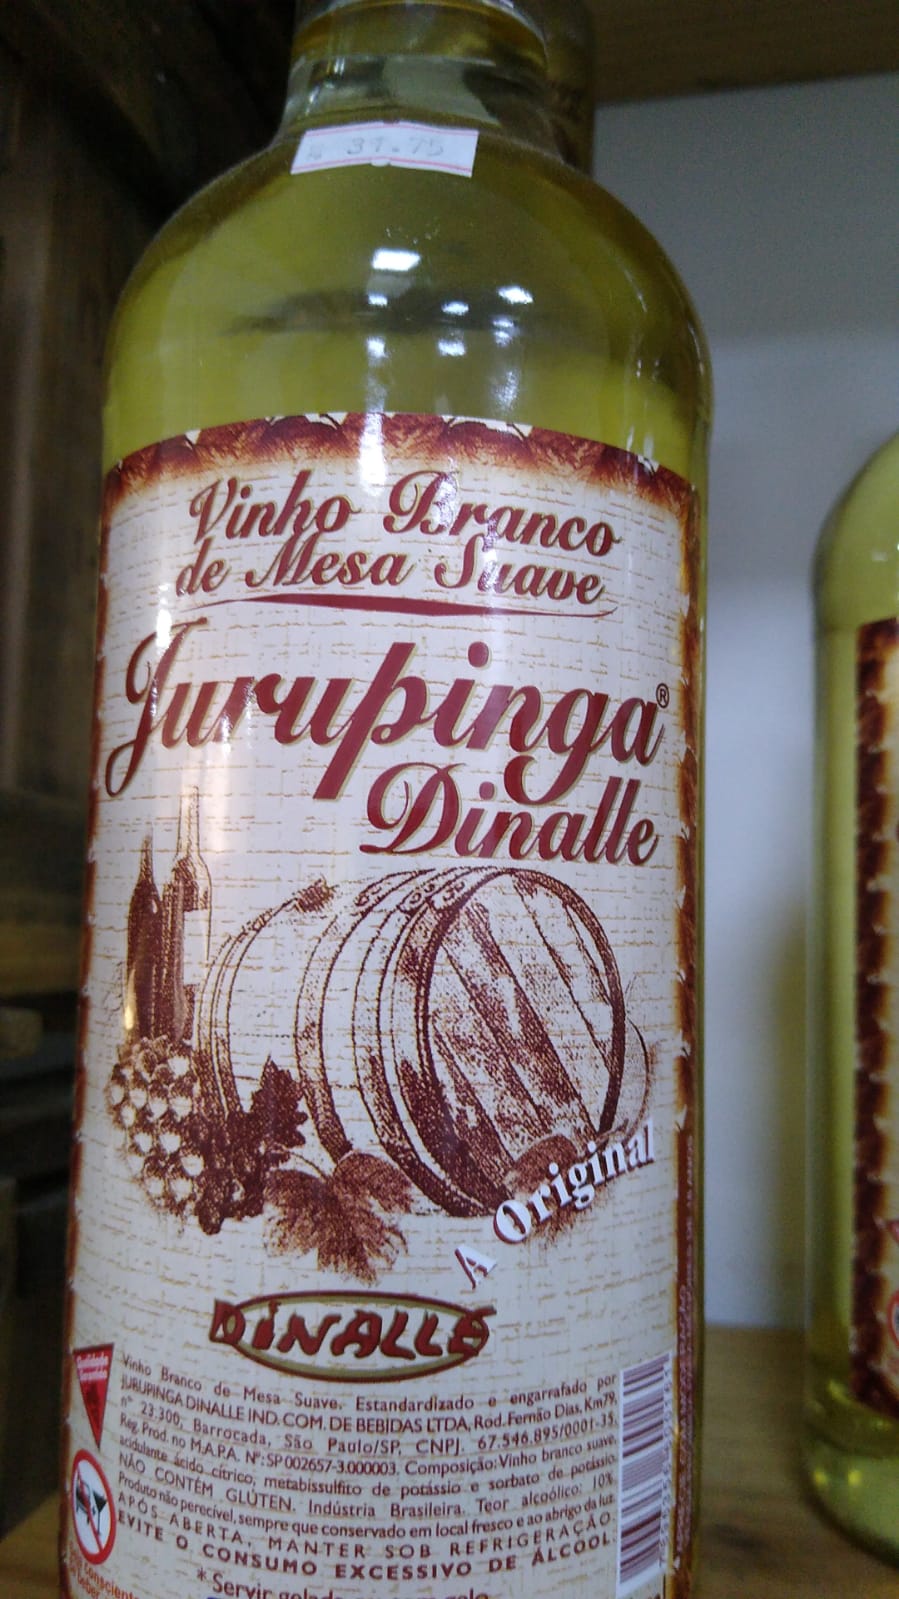 Vinho Branco
de Mesa Suave
Jurupinga®
Dinalle
A Original
DINALLE
Vinho Branco de Mesa Suave. Estandardizado e engarrafado por
JURUPINGA DINALLE IND. COM. DE BEBIDAS LTDA, Rod. Fernão Dias, Km79,
nº 23.300, Barrocada, São Paulo/SP, CNPJ. 67.546.895/0001-35,
Reg. Prod. no M.A.P.A. Nº: SP 002657-3.000003. Composição: Vinho branco suave,
acidulante ácido cítrico, metabissulfito de potássio e sorbato de potássio.
NÃO CONTÉM GLÚTEN. Indústria Brasileira. Teor alcoólico: 10%
Produto não perecível, sempre que conservado em local fresco e ao abrigo da luz.
APÓS ABERTA, MANTER SOB REFRIGERAÇÃO.
EVITE O CONSUMO EXCESSIVO DE ÁLCOOL.
* Servir